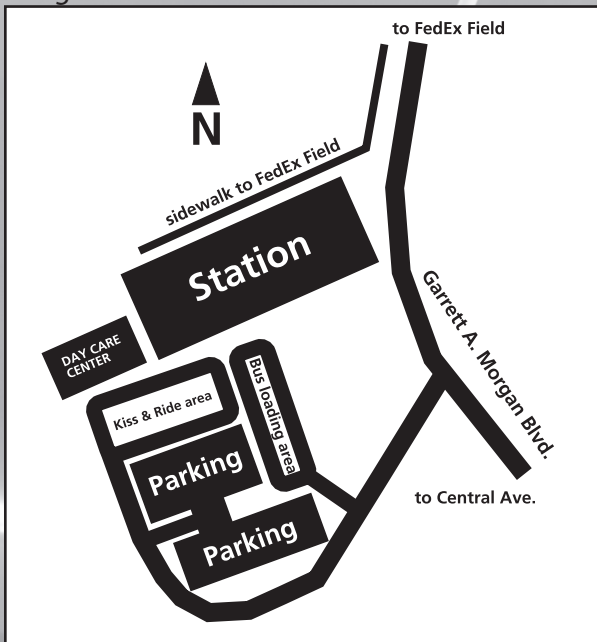 to FedEx Field
N
sidewalk to FedEx Field
Station
DAY CARE
CENTER
Garrett A. Morgan Blvd.
Kiss & Ride area
Bus loading area
Parking
to Central Ave.
Parking